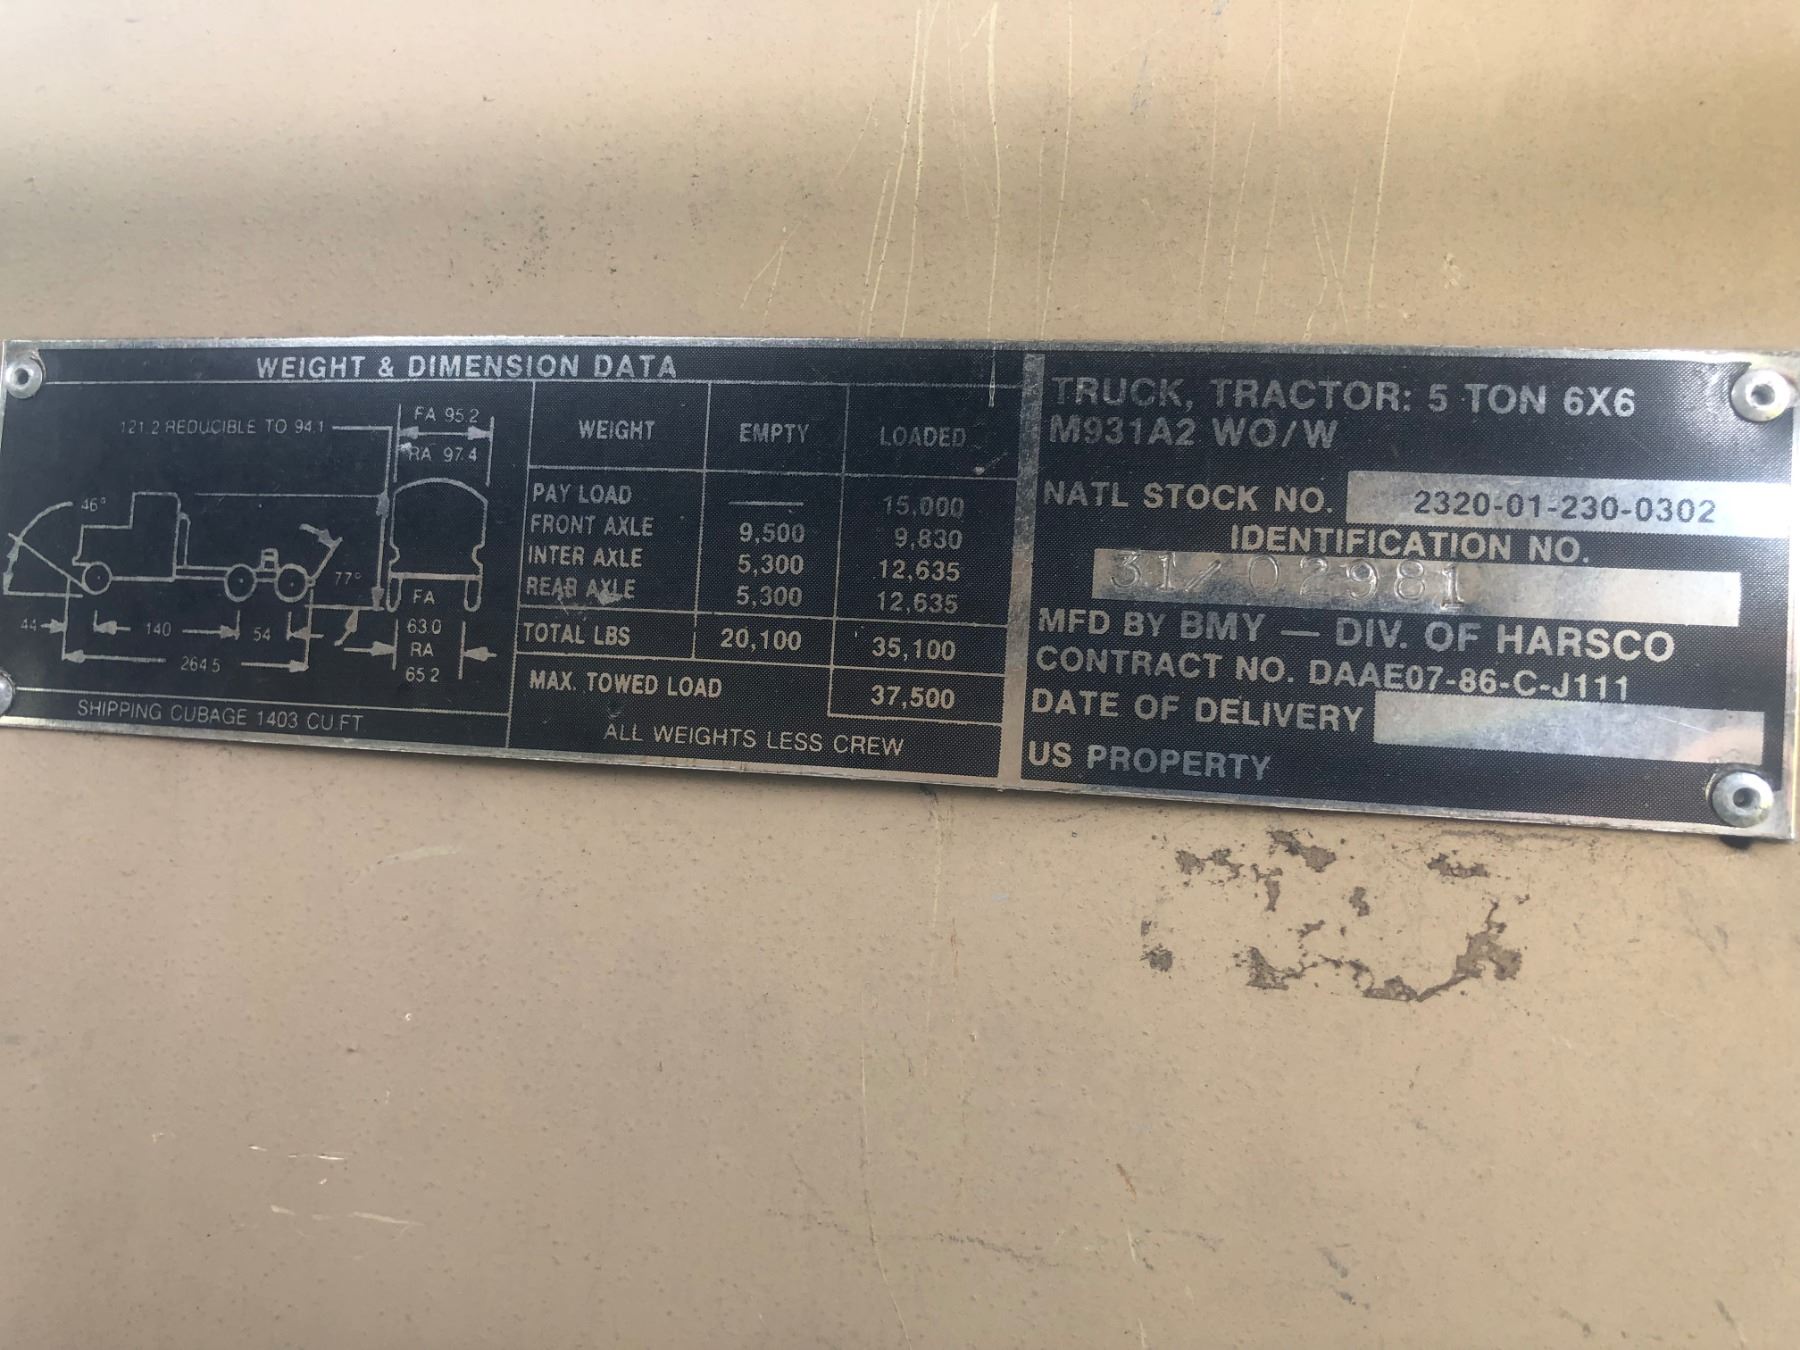 WEIGHT & DIMENSION DATA
121.2 REDUCIBLE TO 94.1
FA 95.2
RA 97.4
46°
77°
FA
63.0
RA
65.2
44
140
54
264.5
SHIPPING CUBAGE 1403 CU.FT.
WEIGHT EMPTY LOADED
PAY LOAD — 15,000
FRONT AXLE 9,500 9,830
INTER AXLE 5,300 12,635
REAR AXLE 5,300 12,635
TOTAL LBS 20,100 35,100
MAX. TOWED LOAD 37,500
ALL WEIGHTS LESS CREW
TRUCK, TRACTOR: 5 TON 6X6
M931A2 WO/W
NATL STOCK NO. 2320-01-230-0302
IDENTIFICATION NO.
31/02981
MFD BY BMY — DIV. OF HARSCO
CONTRACT NO. DAAE07-86-C-J111
DATE OF DELIVERY
US PROPERTY